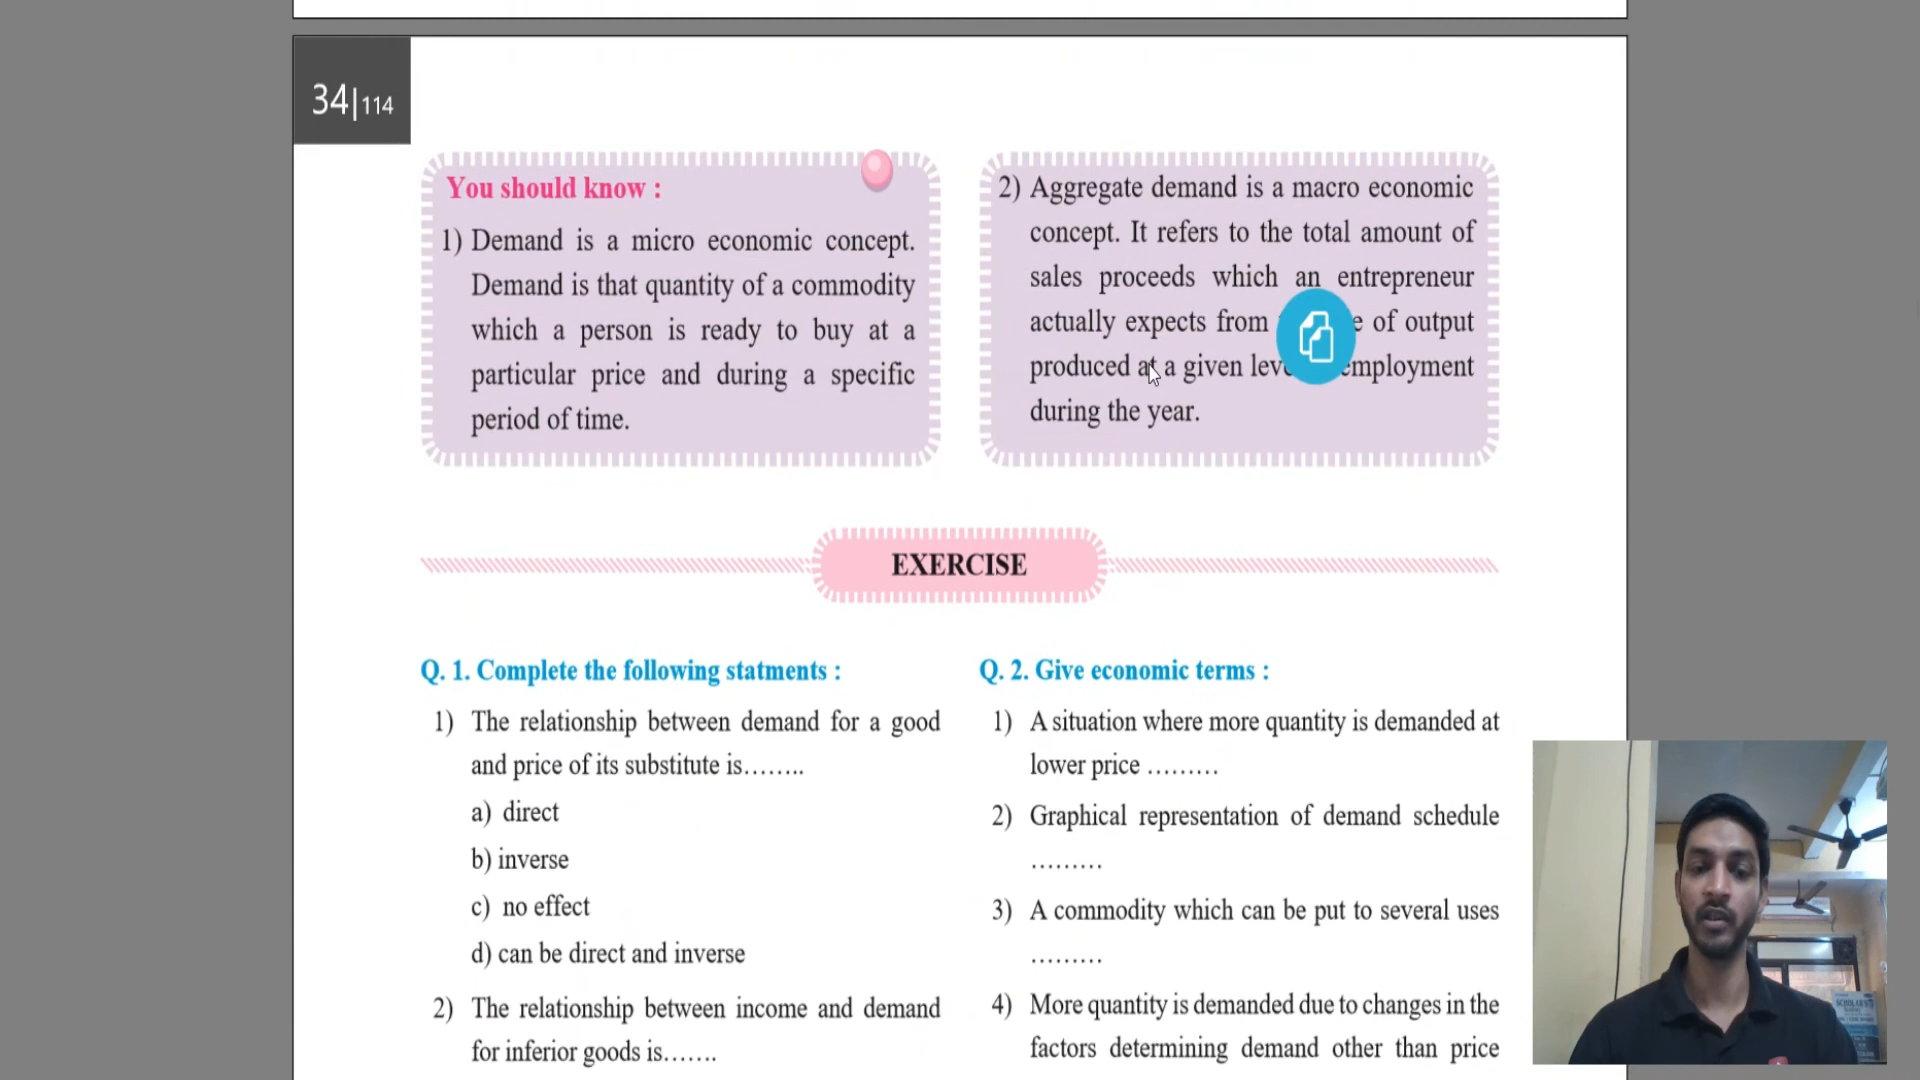 34|114
You should know :
1) Demand is a micro economic concept.
Demand is that quantity of a commodity
which a person is ready to buy at a
particular price and during a specific
period of time.
2) Aggregate demand is a macro economic
concept. It refers to the total amount of
sales proceeds which an entrepreneur
actually expects from of output
produced at a given employment
during the year.
EXERCISE
Q. 1. Complete the following statments :
1) The relationship between demand for a good
and price of its substitute is……..
a) direct
b) inverse
c) no effect
d) can be direct and inverse
2) The relationship between income and demand
for inferior goods is…….
Q. 2. Give economic terms :
1) A situation where more quantity is demanded at
lower price ………
2) Graphical representation of demand schedule
………
3) A commodity which can be put to several uses
………
4) More quantity is demanded due to changes in the
factors determining demand other than price